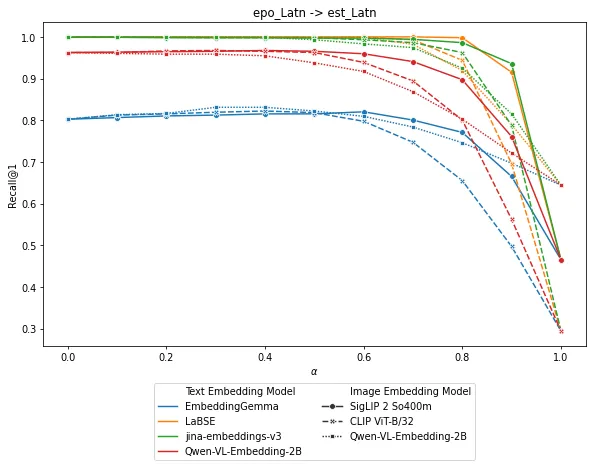 epo_Latn -> est_Latn
Recall@1
1.0
0.9
0.8
0.7
0.6
0.5
0.4
0.3
0.0 0.2 0.4 0.6 0.8 1.0
α
Text Embedding Model Image Embedding Model
EmbeddingGemma SigLIP 2 So400m
LaBSE CLIP ViT-B/32
jina-embeddings-v3 Qwen-VL-Embedding-2B
Qwen-VL-Embedding-2B